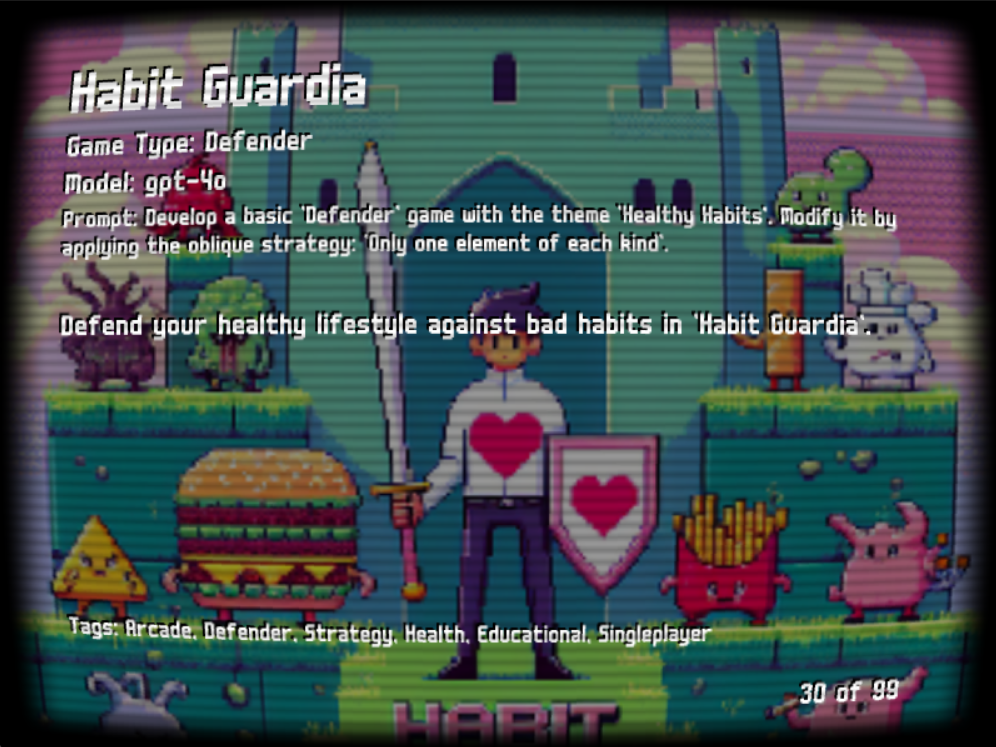 Habit Guardia
Game Type: Defender
Model: gpt-4o
Prompt: Develop a basic 'Defender' game with the theme 'Healthy Habits'. Modify it by
applying the oblique strategy: 'Only one element of each kind'.
Defend your healthy lifestyle against bad habits in 'Habit Guardia'.
Tags: Arcade, Defender, Strategy, Health, Educational, Singleplayer
30 of 99
HABIT